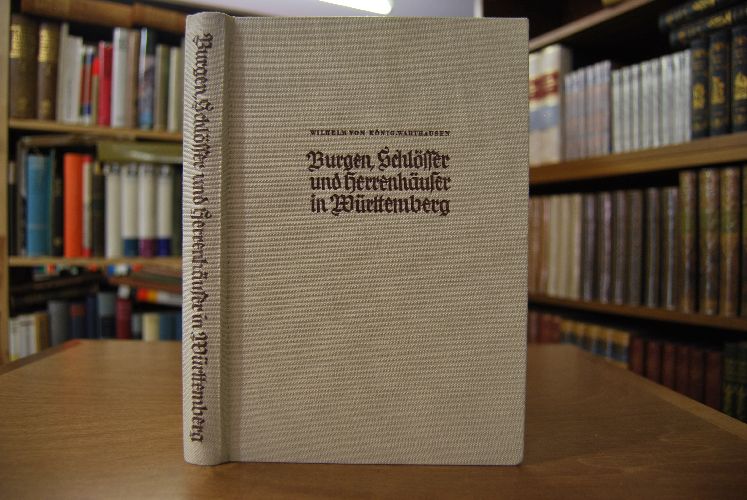 Burgen, Schlösser und Herrenhäuser in Württemberg
WILHELM VON KÖNIG-WARTHAUSEN
Burgen, Schlösser
und Herrenhäuser
in Württemberg